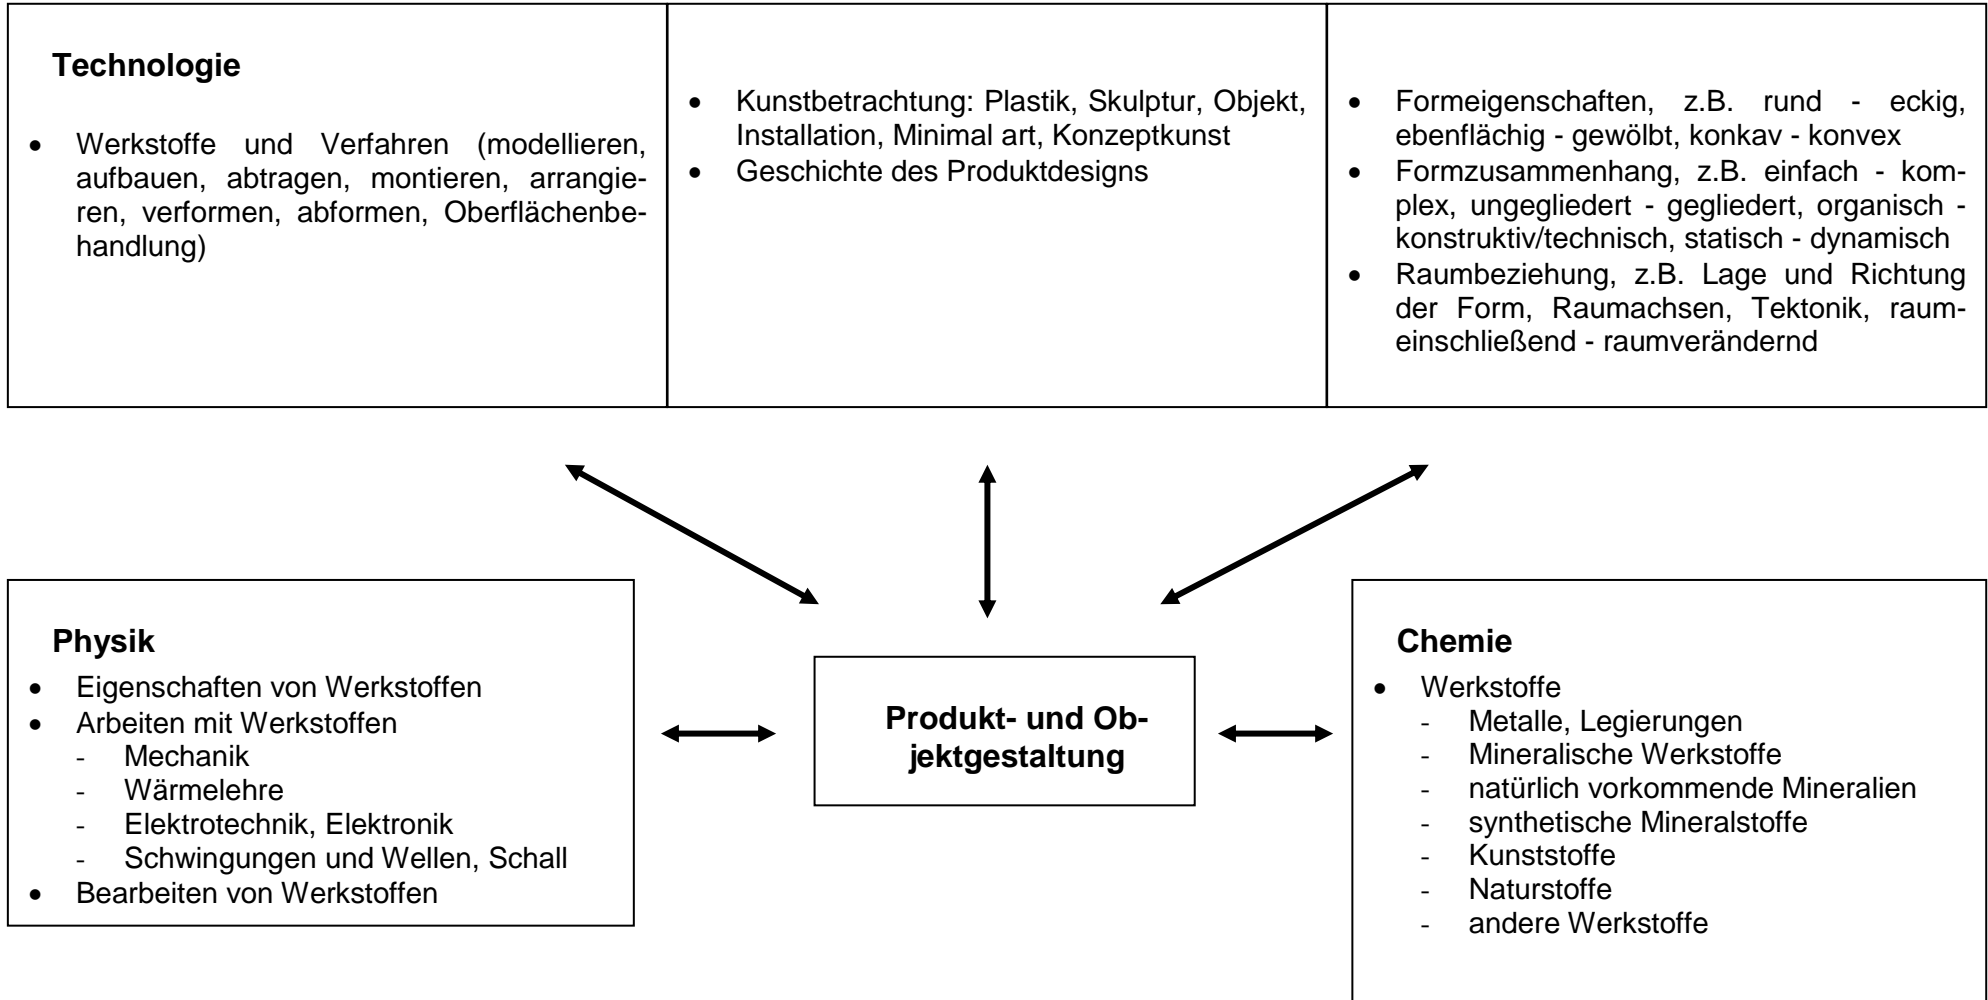 Technologie
• Werkstoffe und Verfahren (modellieren,
aufbauen, abtragen, montieren, arrangie-
ren, verformen, abformen, Oberflächenbe-
handlung)
• Kunstbetrachtung: Plastik, Skulptur, Objekt,
Installation, Minimal art, Konzeptkunst
• Geschichte des Produktdesigns
• Formeigenschaften, z.B. rund - eckig,
ebenflächig - gewölbt, konkav - konvex
• Formzusammenhang, z.B. einfach - kom-
plex, ungegliedert - gegliedert, organisch -
konstruktiv/technisch, statisch - dynamisch
• Raumbeziehung, z.B. Lage und Richtung
der Form, Raumachsen, Tektonik, raum-
einschließend - raumverändernd
Physik
• Eigenschaften von Werkstoffen
• Arbeiten mit Werkstoffen
- Mechanik
- Wärmelehre
- Elektrotechnik, Elektronik
- Schwingungen und Wellen, Schall
• Bearbeiten von Werkstoffen
Produkt- und Ob-
jektgestaltung
Chemie
• Werkstoffe
- Metalle, Legierungen
- Mineralische Werkstoffe
- natürlich vorkommende Mineralien
- synthetische Mineralstoffe
- Kunststoffe
- Naturstoffe
- andere Werkstoffe